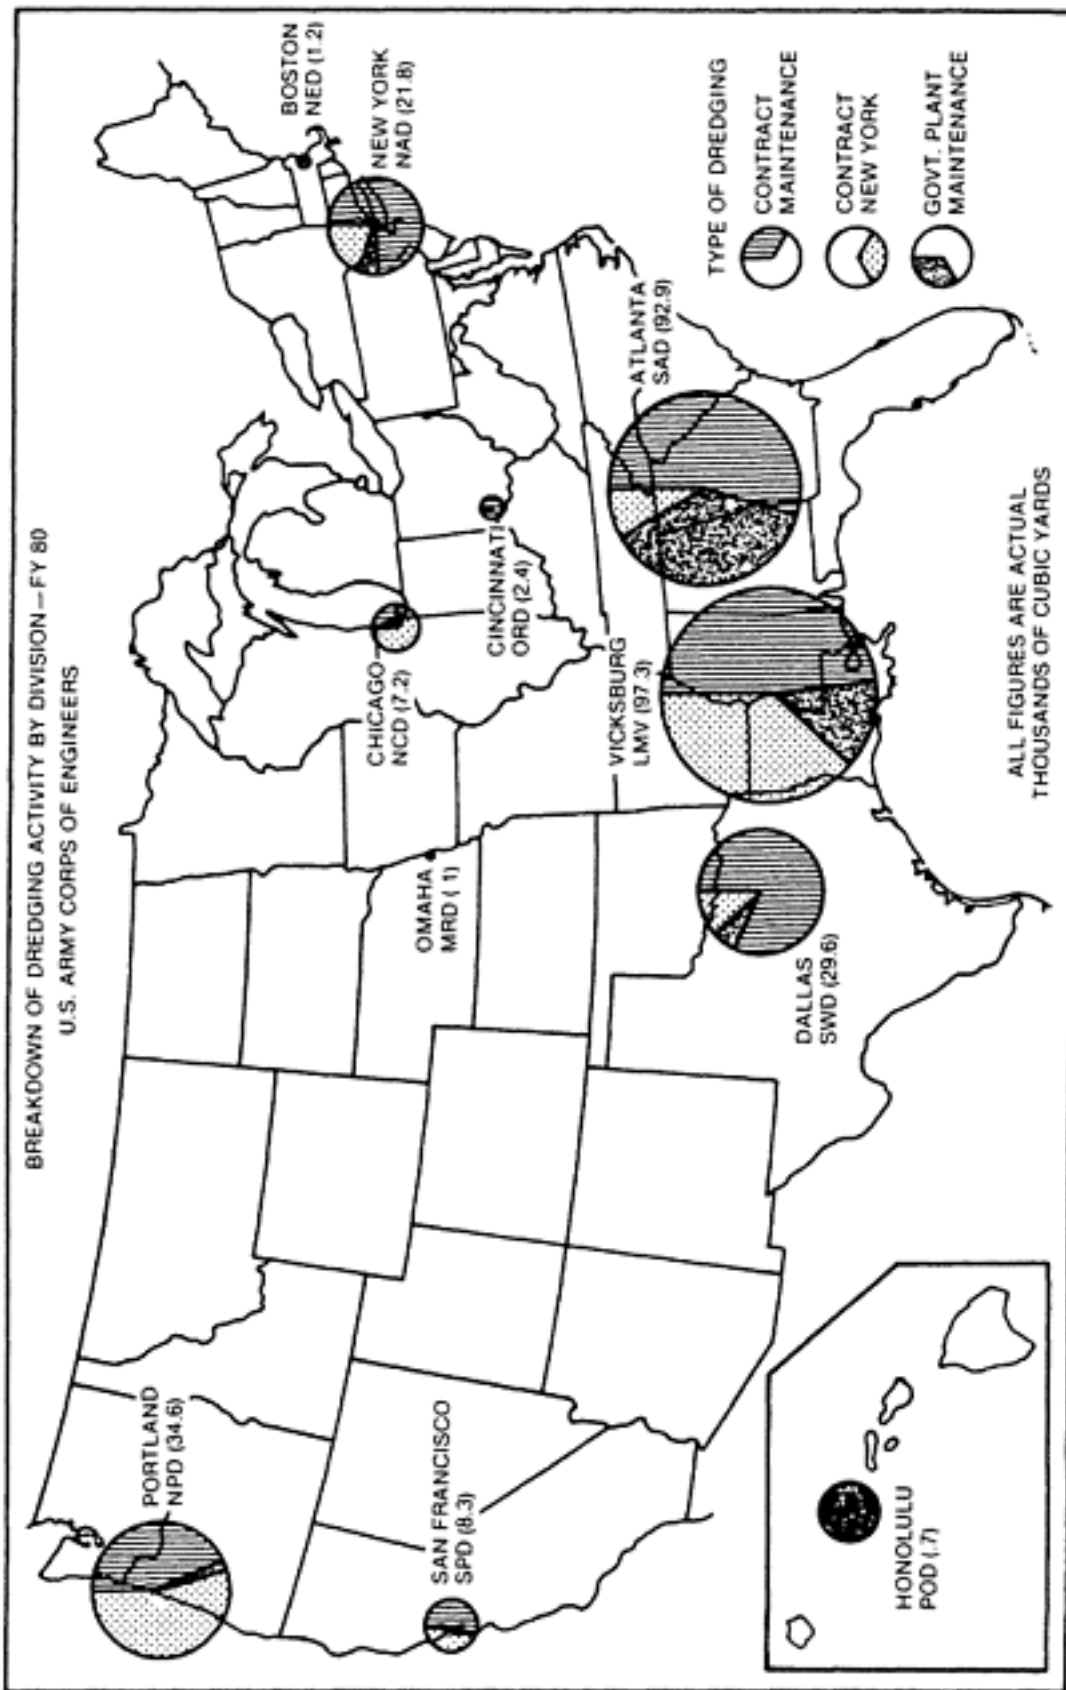 BREAKDOWN OF DREDGING ACTIVITY BY DIVISION—FY 80
U.S. ARMY CORPS OF ENGINEERS
PORTLAND
NPD (34.6)
SAN FRANCISCO
SPD (8.3)
HONOLULU
POD (.7)
OMAHA
MRD ( 1)
DALLAS
SWD (29.6)
CHICAGO
NCD (7.2)
CINCINNATI
ORD (2.4)
VICKSBURG
LMV (97.3)
ATLANTA
SAD (92.9)
BOSTON
NED (1.2)
NEW YORK
NAD (21.8)
TYPE OF DREDGING
CONTRACT
MAINTENANCE
CONTRACT
NEW YORK
GOVT. PLANT
MAINTENANCE
ALL FIGURES ARE ACTUAL
THOUSANDS OF CUBIC YARDS